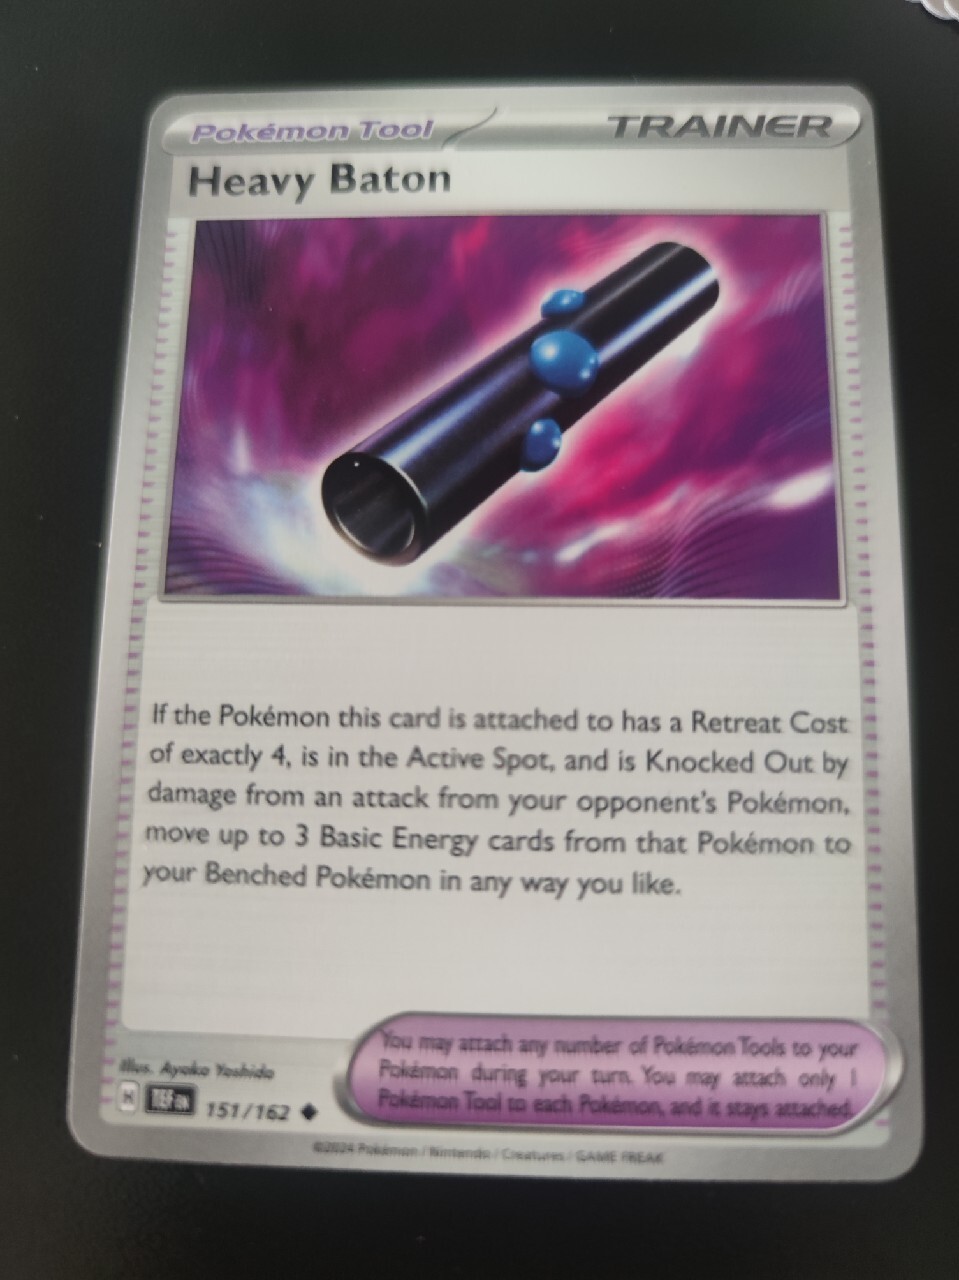 Pokémon Tool
TRAINER
Heavy Baton
If the Pokémon this card is attached to has a Retreat Cost
of exactly 4, is in the Active Spot, and is Knocked Out by
damage from an attack from your opponent's Pokémon,
move up to 3 Basic Energy cards from that Pokémon to
your Benched Pokémon in any way you like.
You may attach any number of Pokémon Tools to your
Pokémon during your turn. You may attach only 1
Pokémon Tool to each Pokémon, and it stays attached.
Illus. Ayaka Yoshida
H TEF EN 151/162
©2024 Pokémon / Nintendo / Creatures / GAME FREAK